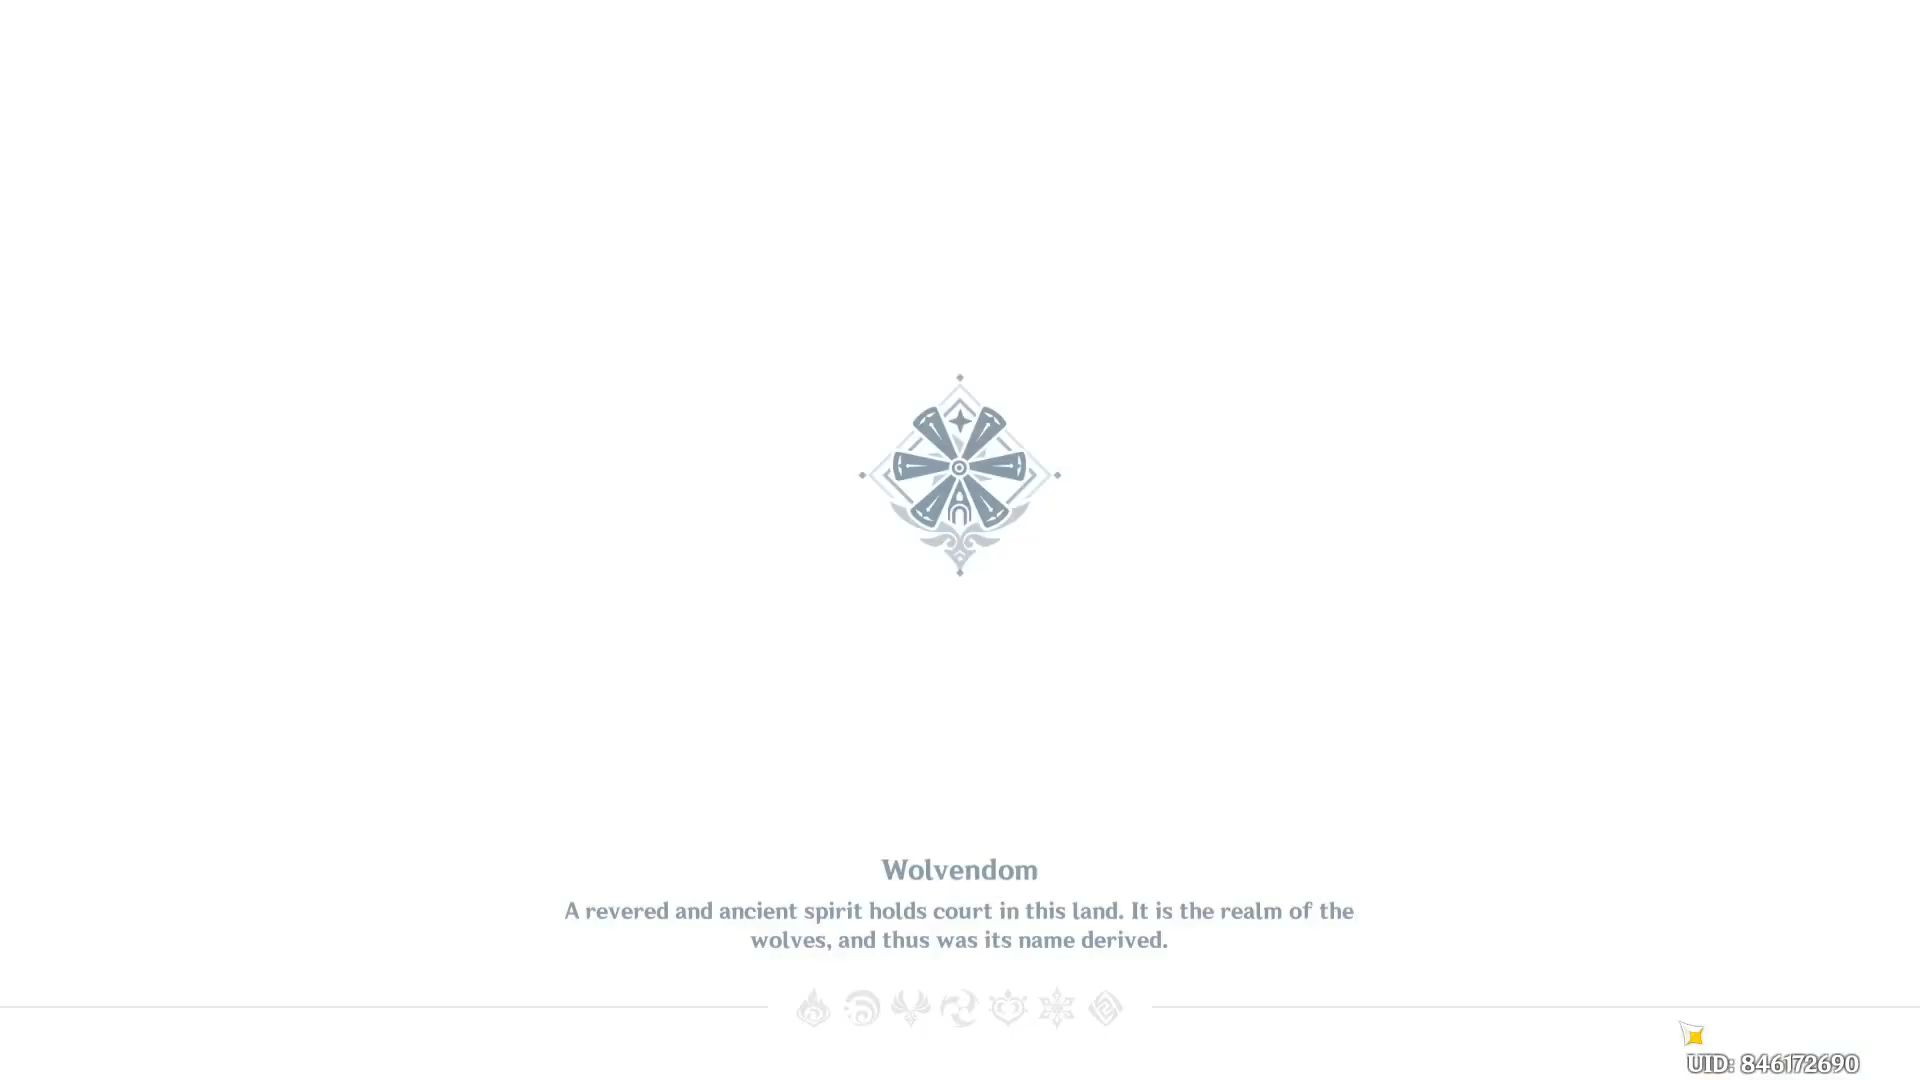 Wolvendom
A revered and ancient spirit holds court in this land. It is the realm of the
wolves, and thus was its name derived.
UID: 846172690